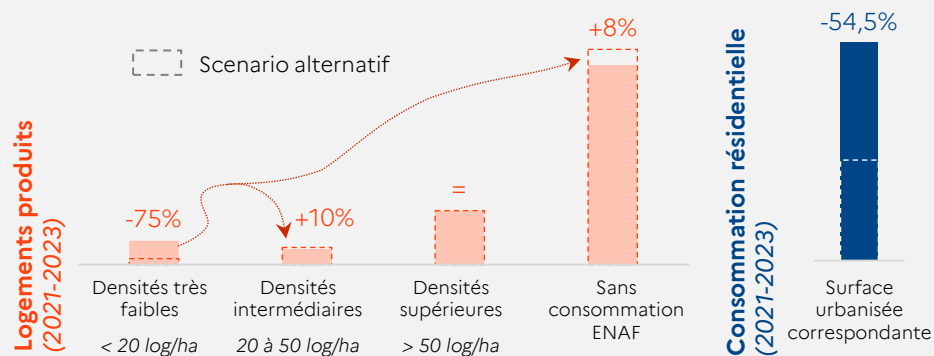 Logements produits
(2021-2023)
Scenario alternatif
-75%
+10%
=
+8%
Densités très
faibles
< 20 log/ha
Densités
intermédiaires
20 à 50 log/ha
Densités
supérieures
> 50 log/ha
Sans
consommation
ENAF
Consommation résidentielle
(2021-2023)
-54,5%
Surface
urbanisée
correspondante